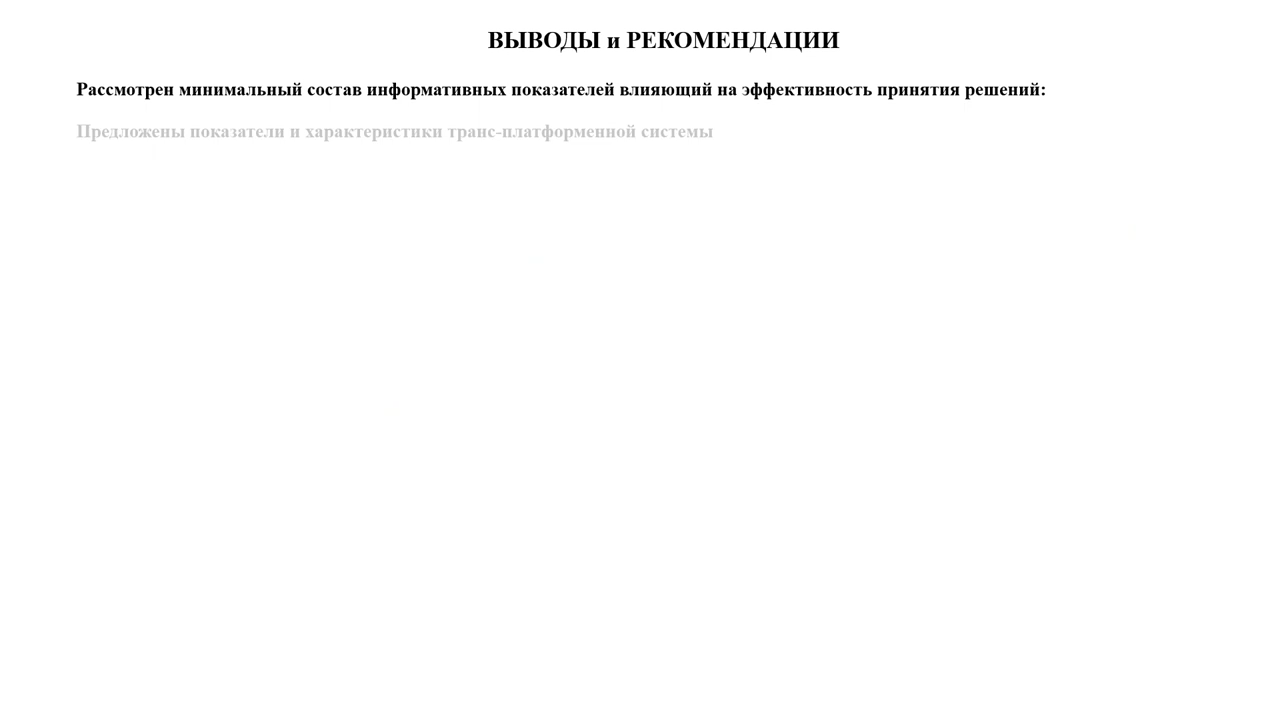 ВЫВОДЫ и РЕКОМЕНДАЦИИ
Рассмотрен минимальный состав информативных показателей влияющий на эффективность принятия решений:
Предложены показатели и характеристики транс-платформенной системы